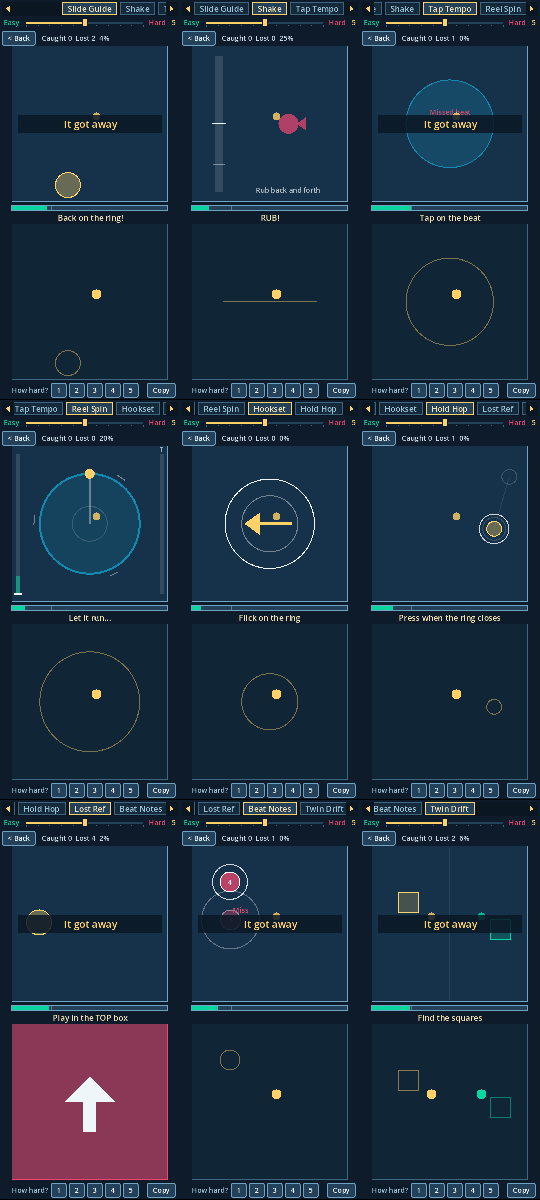 Slide Guide Shake
Easy Hard 5
< Back Caught 0 Lost 2 4%
It got away
Back on the ring!
How hard? 1 2 3 4 5 Copy
Slide Guide Shake Tap Tempo
Easy Hard 5
< Back Caught 0 Lost 0 25%
Rub back and forth
RUB!
How hard? 1 2 3 4 5 Copy
Shake Tap Tempo Reel Spin
Easy Hard 5
< Back Caught 0 Lost 1 0%
Missed beat
It got away
Tap on the beat
How hard? 1 2 3 4 5 Copy
Tap Tempo Reel Spin Hookset
Easy Hard 5
< Back Caught 0 Lost 0 20%
T
Let it run...
How hard? 1 2 3 4 5 Copy
Reel Spin Hookset Hold Hop
Easy Hard 5
< Back Caught 0 Lost 0 0%
Flick on the ring
How hard? 1 2 3 4 5 Copy
Hookset Hold Hop Lost Ref
Easy Hard 5
< Back Caught 0 Lost 1 0%
Press when the ring closes
How hard? 1 2 3 4 5 Copy
Hold Hop Lost Ref Beat Notes
Easy Hard 5
< Back Caught 0 Lost 4 2%
It got away
Play in the TOP box
How hard? 1 2 3 4 5 Copy
Lost Ref Beat Notes Twin Drift
Easy Hard 5
< Back Caught 0 Lost 1 0%
4
Miss
It got away
How hard? 1 2 3 4 5 Copy
Beat Notes Twin Drift
Easy Hard 5
< Back Caught 0 Lost 2 6%
It got away
Find the squares
How hard? 1 2 3 4 5 Copy